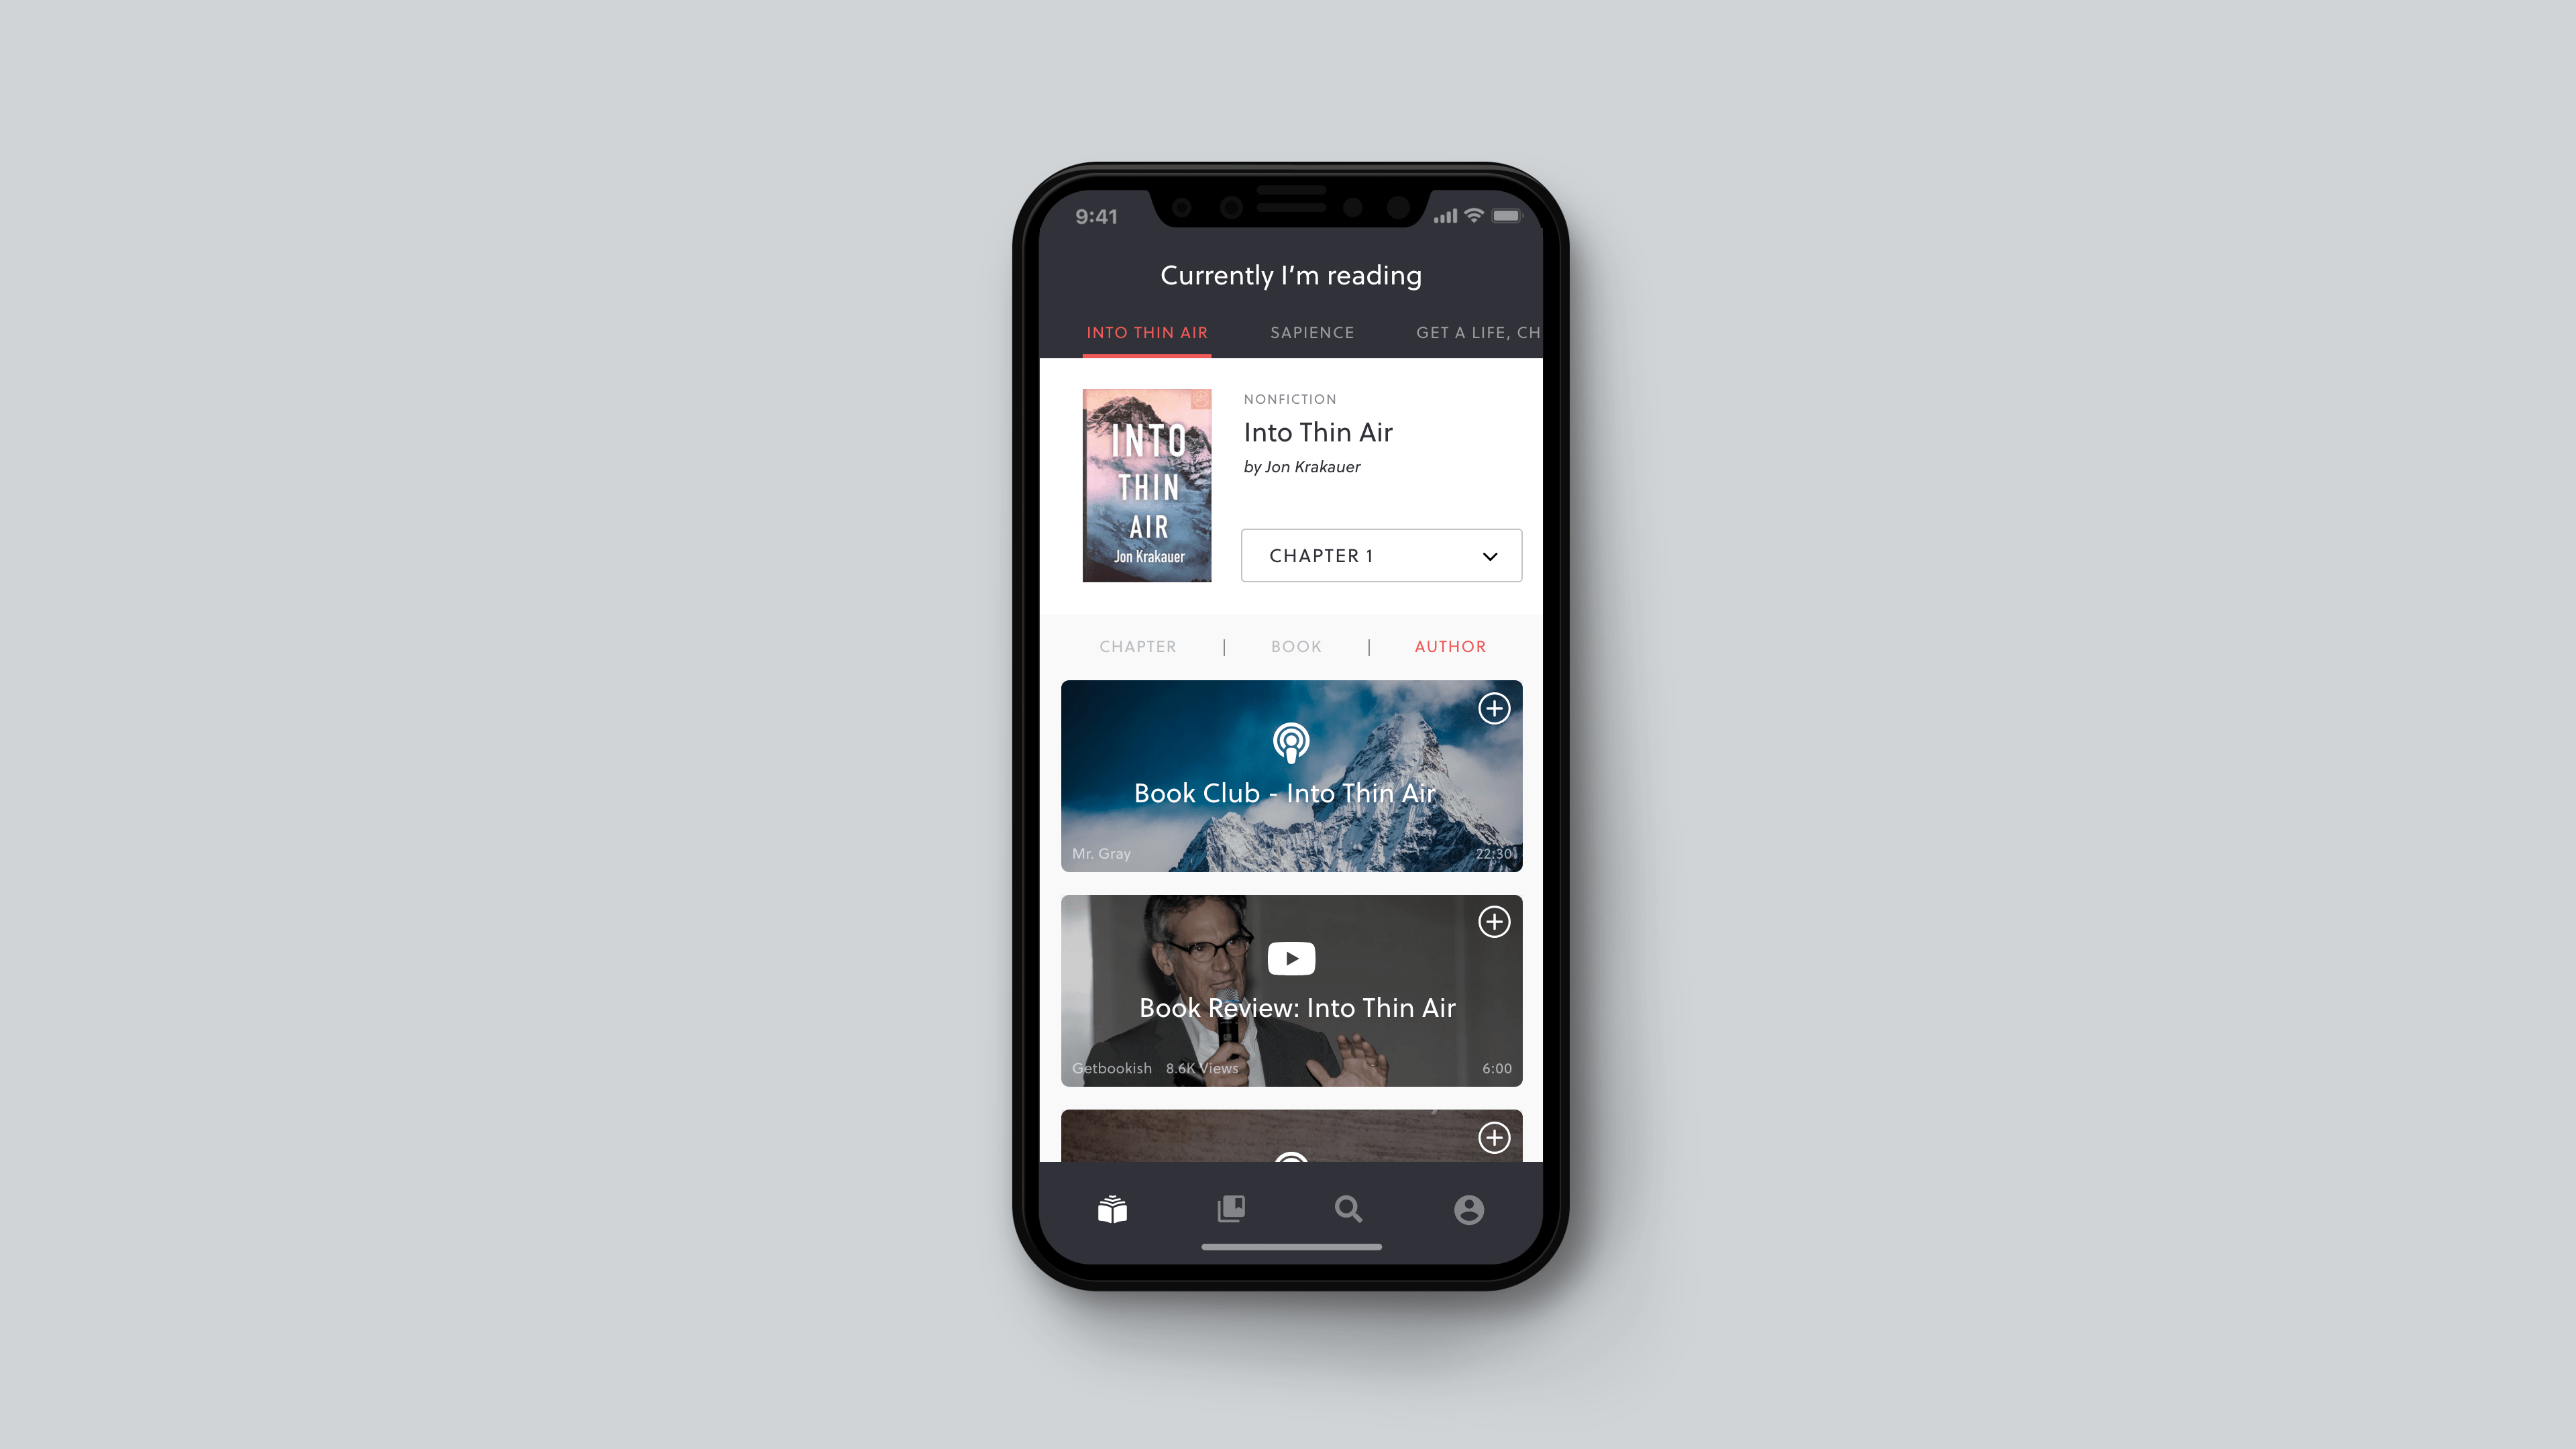 9:41
Currently I’m reading
INTO THIN AIR SAPIENCE GET A LIFE, CH
NONFICTION
Into Thin Air
by Jon Krakauer
INTO
THIN
AIR
Jon Krakauer
CHAPTER 1
CHAPTER | BOOK | AUTHOR
Book Club - Into Thin Air
Mr. Gray 22:30
Book Review: Into Thin Air
Getbookish 8.6K Views 6:00